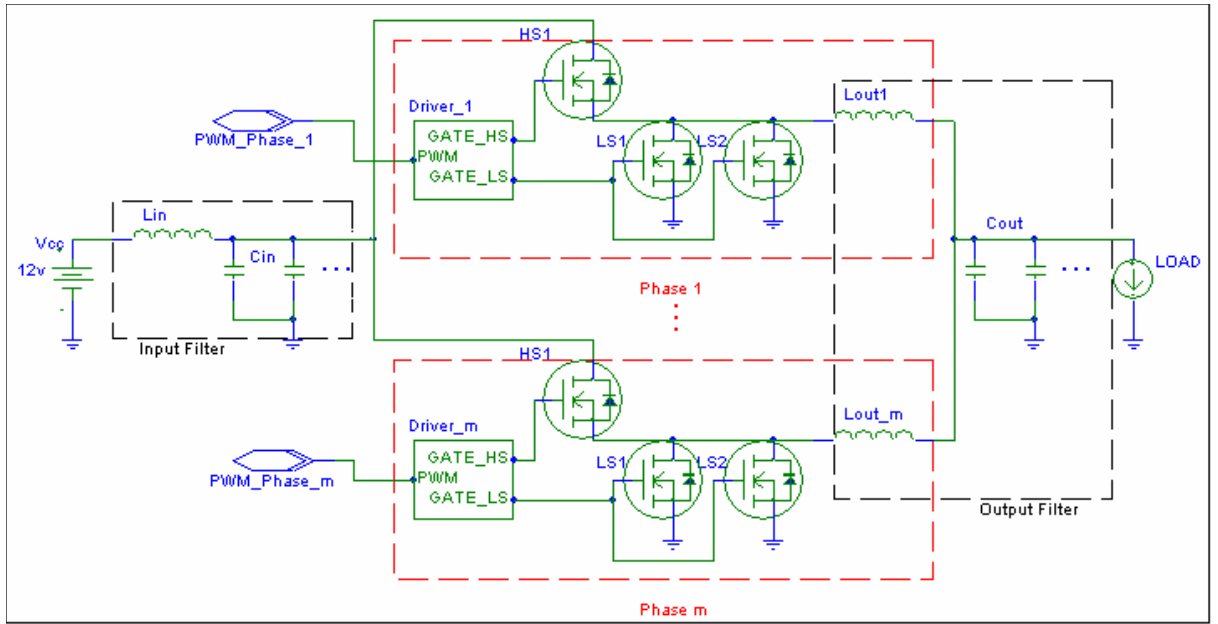 HS1
Driver_1
Lout1
PWM_Phase_1
GATE_HS
PWM
GATE_LS
LS1
LS2
Lin
Vcc
12v
Cin
...
Input Filter
Phase 1
Cout
...
LOAD
HS1
Driver_m
Lout_m
PWM_Phase_m
GATE_HS
PWM
GATE_LS
LS1
LS2
Output Filter
Phase m